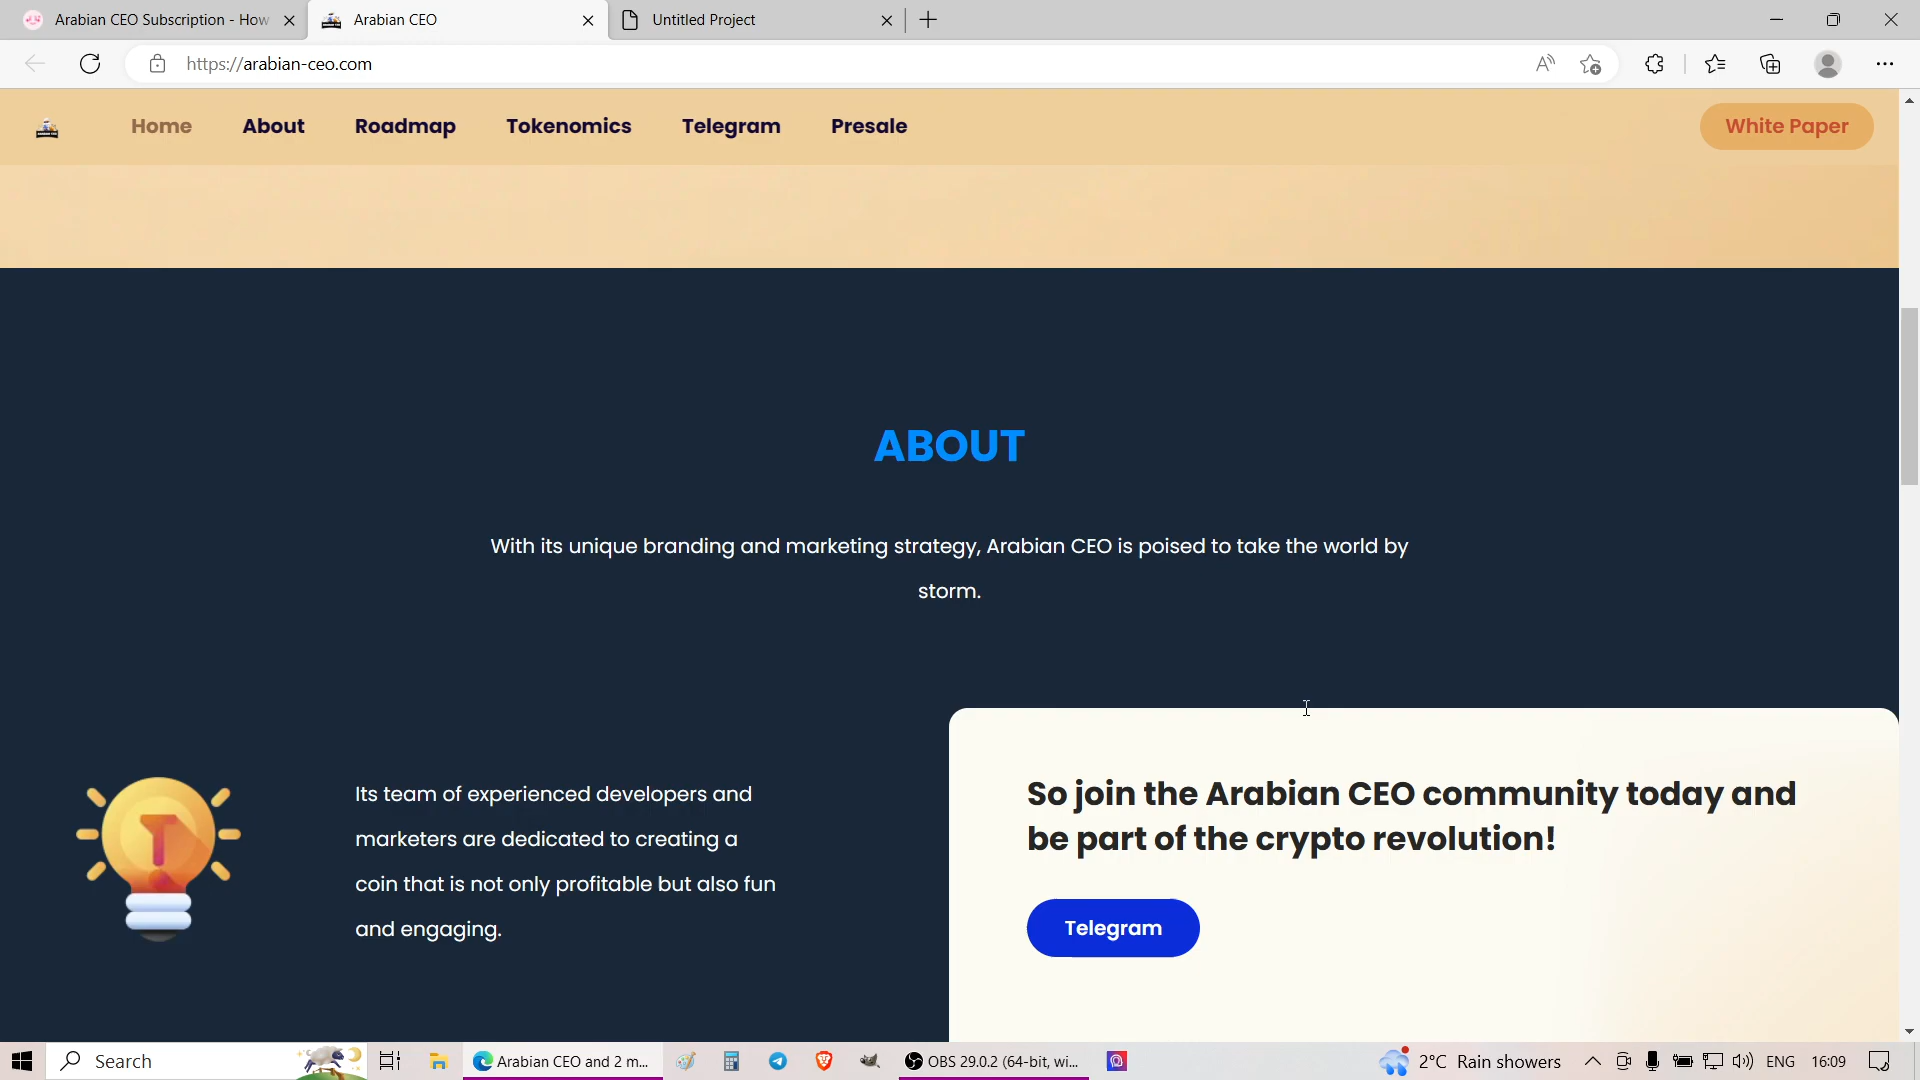 Arabian CEO Subscription - How
Arabian CEO
Untitled Project
https://arabian-ceo.com
Home
About
Roadmap
Tokenomics
Telegram
Presale
White Paper
ABOUT
With its unique branding and marketing strategy, Arabian CEO is poised to take the world by
storm.
Its team of experienced developers and
marketers are dedicated to creating a
coin that is not only profitable but also fun
and engaging.
So join the Arabian CEO community today and
be part of the crypto revolution!
Telegram
Search
Arabian CEO and 2 m...
OBS 29.0.2 (64-bit, wi...
2°C Rain showers
ENG
16:09